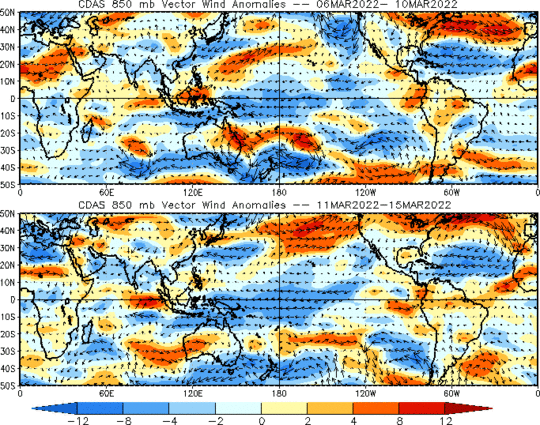 CDAS 850 mb Vector Wind Anomalies -- 06MAR2022- 10MAR2022
50N
40N
30N
20N
10N
0
10S
20S
30S
40S
50S
0 60E 120E 180 120W 60W 0
CDAS 850 mb Vector Wind Anomalies -- 11MAR2022-15MAR2022
50N
40N
30N
20N
10N
0
10S
20S
30S
40S
50S
0 60E 120E 180 120W 60W 0
-12 -8 -4 -2 0 2 4 8 12